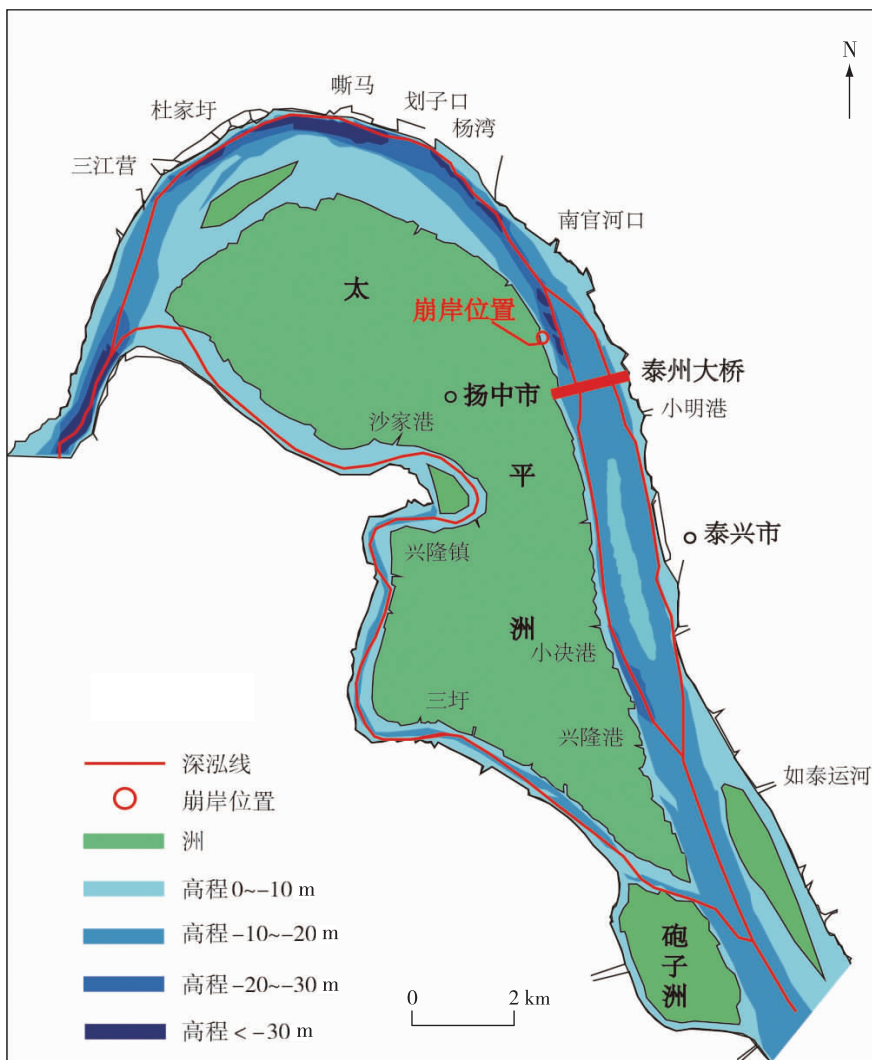 N
嘶马
划子口
杜家圩
杨湾
三江营
南官河口
太
崩岸位置
泰州大桥
扬中市
小明港
沙家港
平
泰兴市
兴隆镇
洲
小决港
三圩
兴隆港
如泰运河
深泓线
崩岸位置
洲
高程0~-10 m
高程-10~-20 m
高程-20~-30 m
高程<-30 m
0 2 km
砲
子
洲